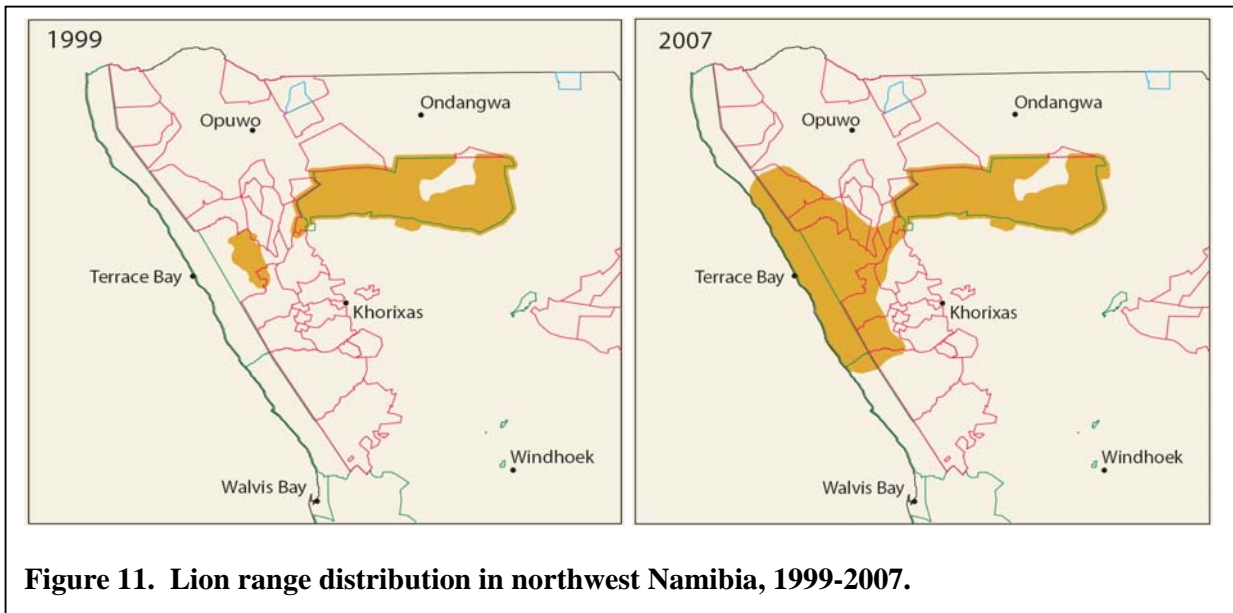 1999
Opuwo
Ondangwa
Terrace Bay
Khorixas
Windhoek
Walvis Bay
2007
Opuwo
Ondangwa
Terrace Bay
Khorixas
Windhoek
Walvis Bay
Figure 11. Lion range distribution in northwest Namibia, 1999-2007.